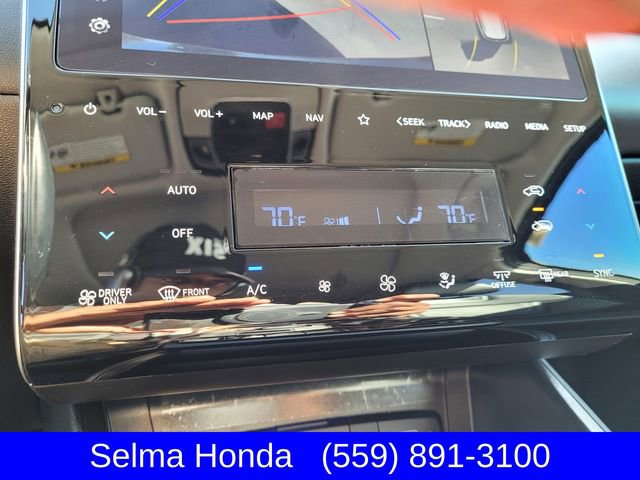 VOL− VOL+ MAP NAV ☆ <SEEK TRACK> RADIO MEDIA SETUP
AUTO
70°F 70°F
OFF
DRIVER ONLY FRONT A/C DIFFUSE REAR SYNC
Selma Honda (559) 891-3100